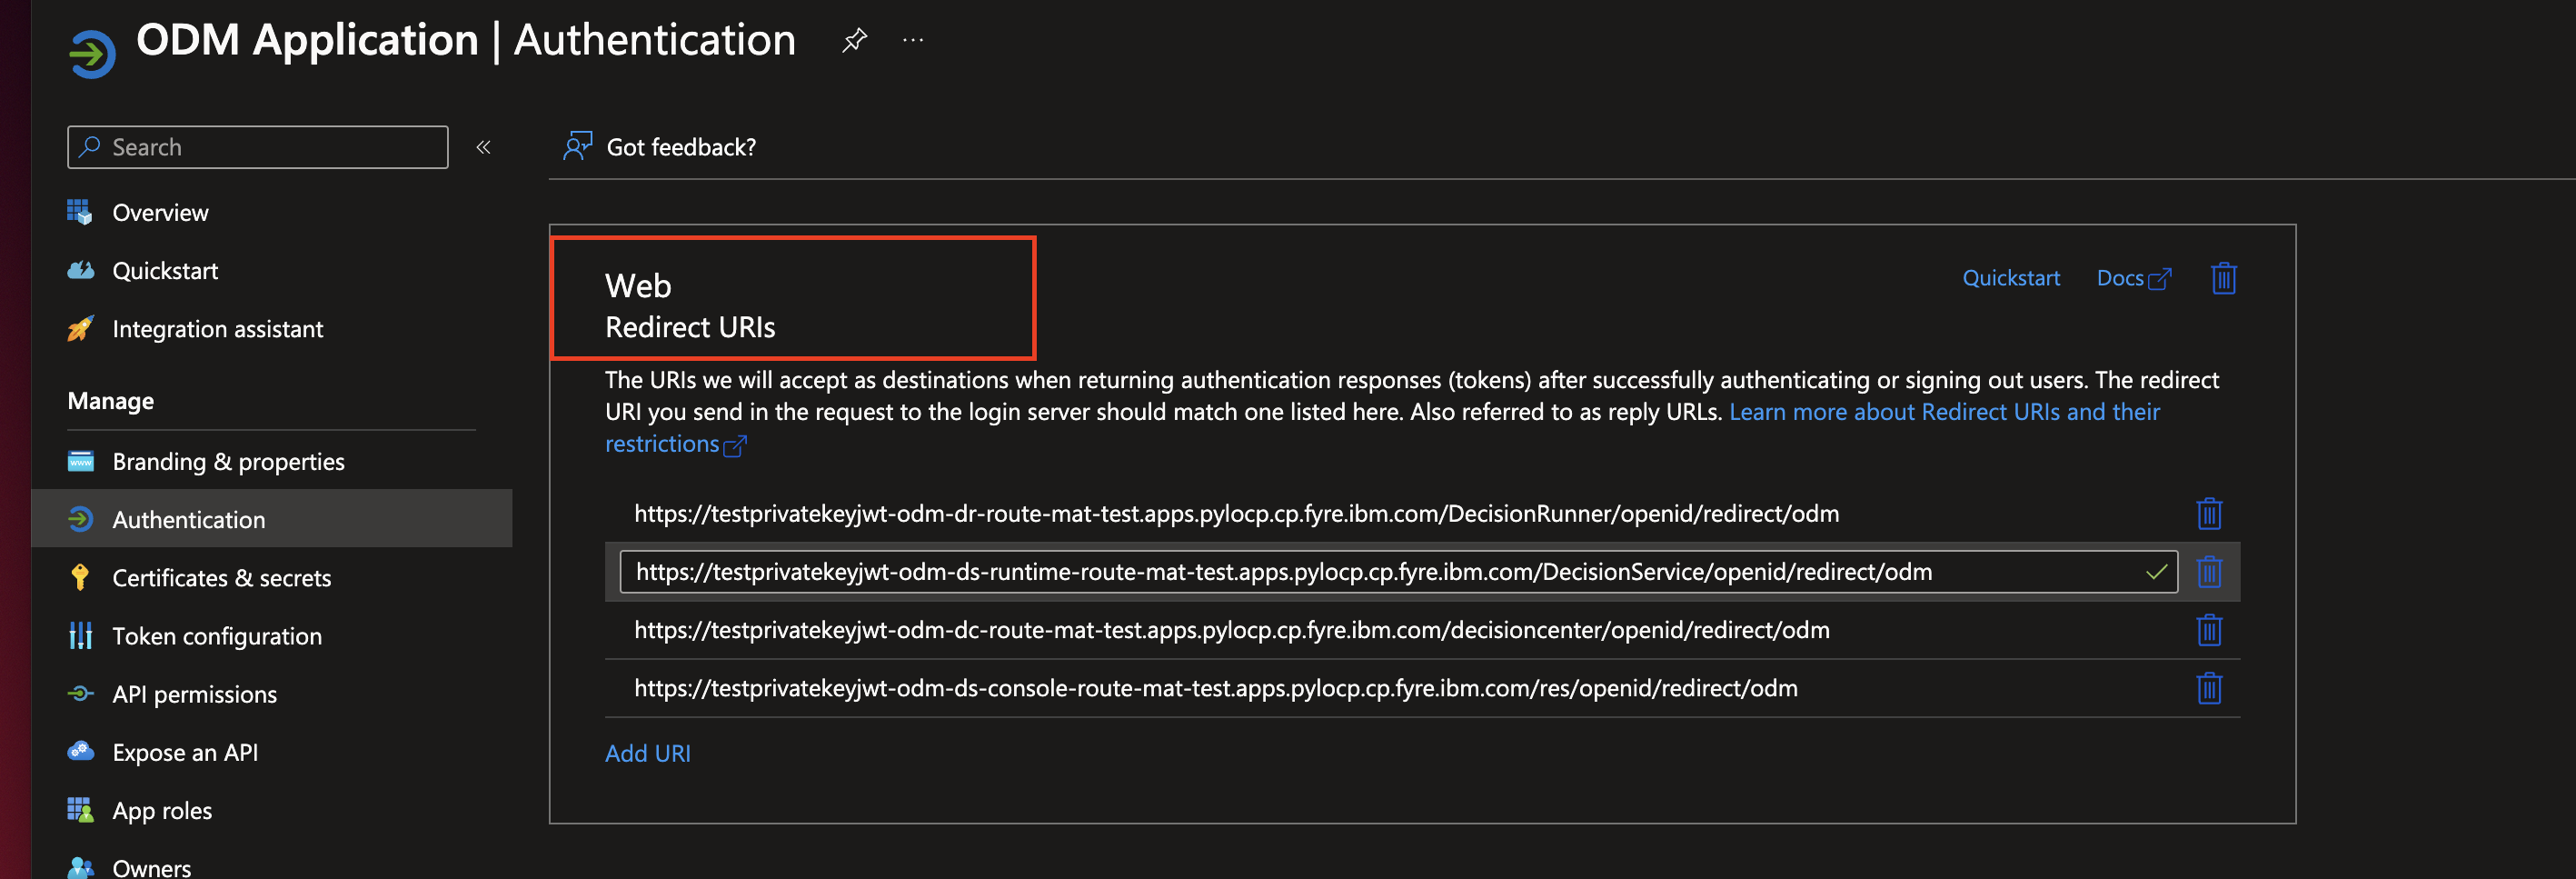 ODM Application | Authentication
Search
Overview
Quickstart
Integration assistant
Manage
Branding & properties
Authentication
Certificates & secrets
Token configuration
API permissions
Expose an API
App roles
Owners
Got feedback?
Web
Redirect URIs
Quickstart
Docs
The URIs we will accept as destinations when returning authentication responses (tokens) after successfully authenticating or signing out users. The redirect
URI you send in the request to the login server should match one listed here. Also referred to as reply URLs. Learn more about Redirect URIs and their
restrictions
https://testprivatekeyjwt-odm-dr-route-mat-test.apps.pylocp.cp.fyre.ibm.com/DecisionRunner/openid/redirect/odm
https://testprivatekeyjwt-odm-ds-runtime-route-mat-test.apps.pylocp.cp.fyre.ibm.com/DecisionService/openid/redirect/odm
https://testprivatekeyjwt-odm-dc-route-mat-test.apps.pylocp.cp.fyre.ibm.com/decisioncenter/openid/redirect/odm
https://testprivatekeyjwt-odm-ds-console-route-mat-test.apps.pylocp.cp.fyre.ibm.com/res/openid/redirect/odm
Add URI